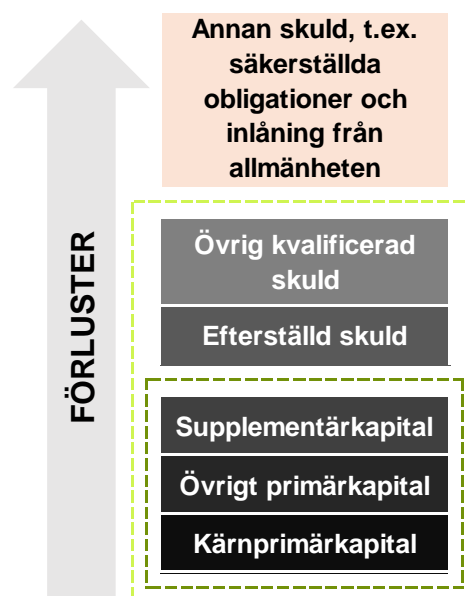 Annan skuld, t.ex.
säkerställda
obligationer och
inlåning från
allmänheten
FÖRLUSTER
Övrig kvalificerad
skuld
Efterställd skuld
Supplementärkapital
Övrigt primärkapital
Kärnprimärkapital